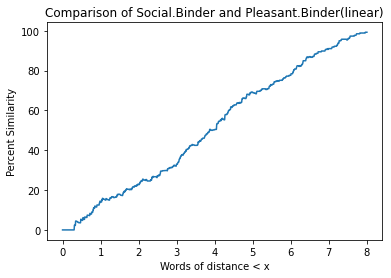 Comparison of Social.Binder and Pleasant.Binder(linear)
100
80
60
40
20
0
Percent Similarity
0 1 2 3 4 5 6 7 8
Words of distance < x